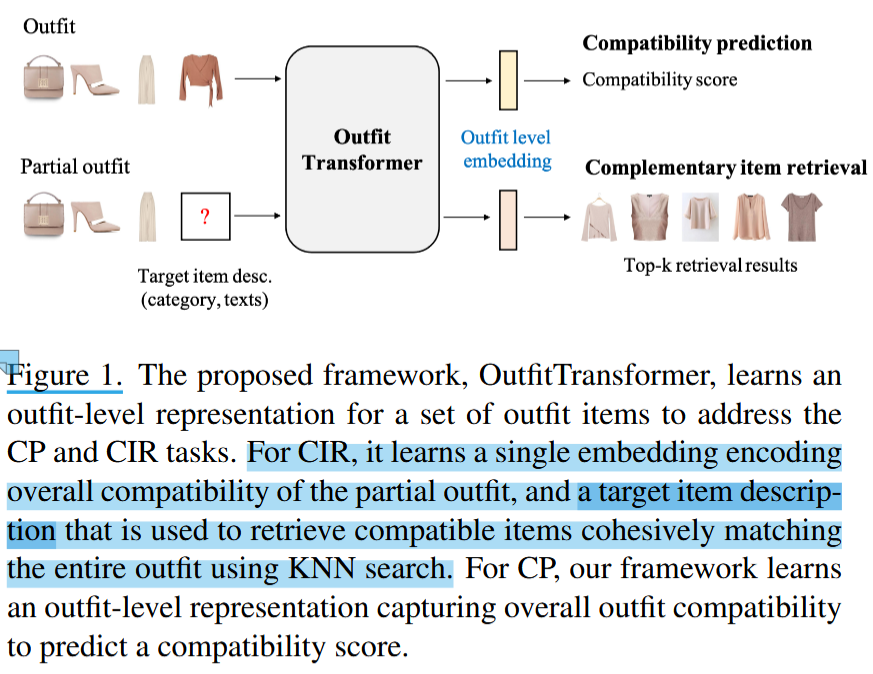 Outfit
Compatibility prediction
Compatibility score
Outfit
Transformer
Outfit level
embedding
Partial outfit
Complementary item retrieval
?
Target item desc.
(category, texts)
Top-k retrieval results
Figure 1. The proposed framework, OutfitTransformer, learns an
outfit-level representation for a set of outfit items to address the
CP and CIR tasks. For CIR, it learns a single embedding encoding
overall compatibility of the partial outfit, and a target item descrip-
tion that is used to retrieve compatible items cohesively matching
the entire outfit using KNN search. For CP, our framework learns
an outfit-level representation capturing overall outfit compatibility
to predict a compatibility score.